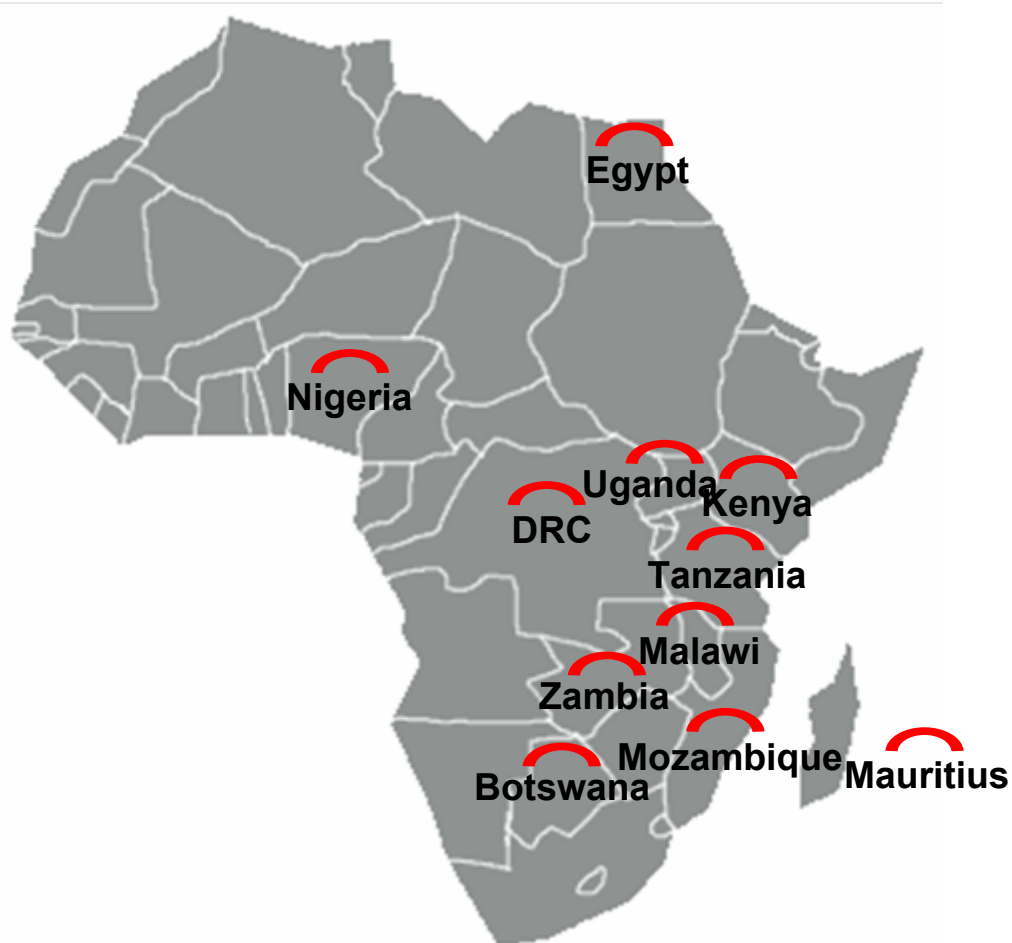 Egypt
Nigeria
Uganda
Kenya
DRC
Tanzania
Malawi
Zambia
Mozambique
Mauritius
Botswana